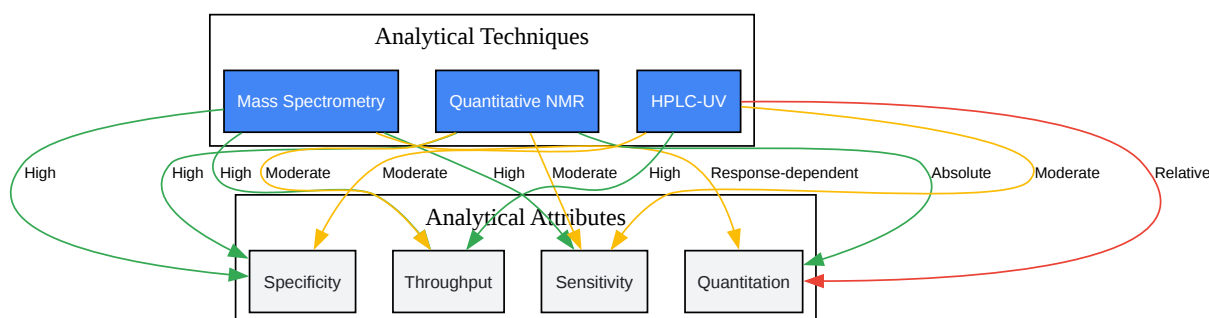 Analytical Techniques
Mass Spectrometry
Quantitative NMR
HPLC-UV
High
High
High
Moderate
Moderate
High
Moderate
High
Response-dependent
Absolute
Moderate
Relative
Analytical Attributes
Specificity
Throughput
Sensitivity
Quantitation